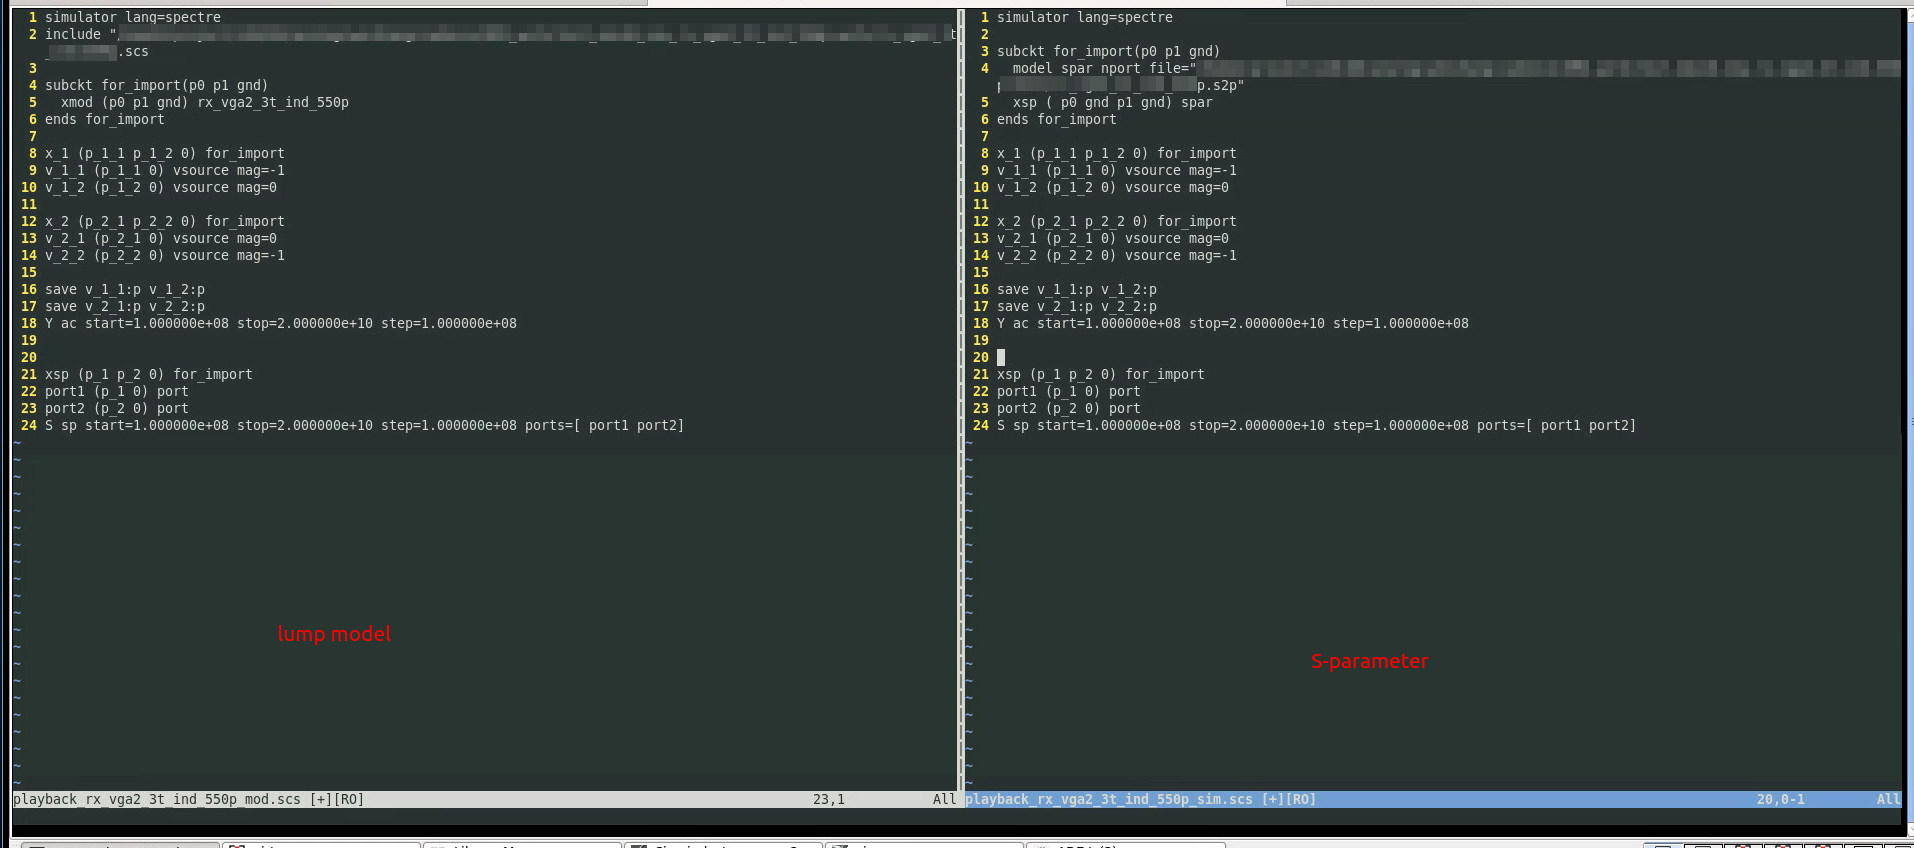 1 simulator lang=spectre
2 include "
.scs
3
4 subckt for_import(p0 p1 gnd)
5 xmod (p0 p1 gnd) rx_vga2_3t_ind_550p
6 ends for_import
7
8 x_1 (p_1_1 p_1_2 0) for_import
9 v_1_1 (p_1_1 0) vsource mag=-1
10 v_1_2 (p_1_2 0) vsource mag=0
11
12 x_2 (p_2_1 p_2_2 0) for_import
13 v_2_1 (p_2_1 0) vsource mag=0
14 v_2_2 (p_2_2 0) vsource mag=-1
15
16 save v_1_1:p v_1_2:p
17 save v_2_1:p v_2_2:p
18 Y ac start=1.000000e+08 stop=2.000000e+10 step=1.000000e+08
19
20
21 xsp (p_1 p_2 0) for_import
22 port1 (p_1 0) port
23 port2 (p_2 0) port
24 S sp start=1.000000e+08 stop=2.000000e+10 step=1.000000e+08 ports=[ port1 port2]
lump model
playback_rx_vga2_3t_ind_550p_mod.scs [+][RO] 23,1 All
1 simulator lang=spectre
2
3 subckt for_import(p0 p1 gnd)
4 model spar nport file="
p.s2p"
5 xsp ( p0 gnd p1 gnd) spar
6 ends for_import
7
8 x_1 (p_1_1 p_1_2 0) for_import
9 v_1_1 (p_1_1 0) vsource mag=-1
10 v_1_2 (p_1_2 0) vsource mag=0
11
12 x_2 (p_2_1 p_2_2 0) for_import
13 v_2_1 (p_2_1 0) vsource mag=0
14 v_2_2 (p_2_2 0) vsource mag=-1
15
16 save v_1_1:p v_1_2:p
17 save v_2_1:p v_2_2:p
18 Y ac start=1.000000e+08 stop=2.000000e+10 step=1.000000e+08
19
20
21 xsp (p_1 p_2 0) for_import
22 port1 (p_1 0) port
23 port2 (p_2 0) port
24 S sp start=1.000000e+08 stop=2.000000e+10 step=1.000000e+08 ports=[ port1 port2]
S-parameter
playback_rx_vga2_3t_ind_550p_sim.scs [+][RO] 20,0-1 All